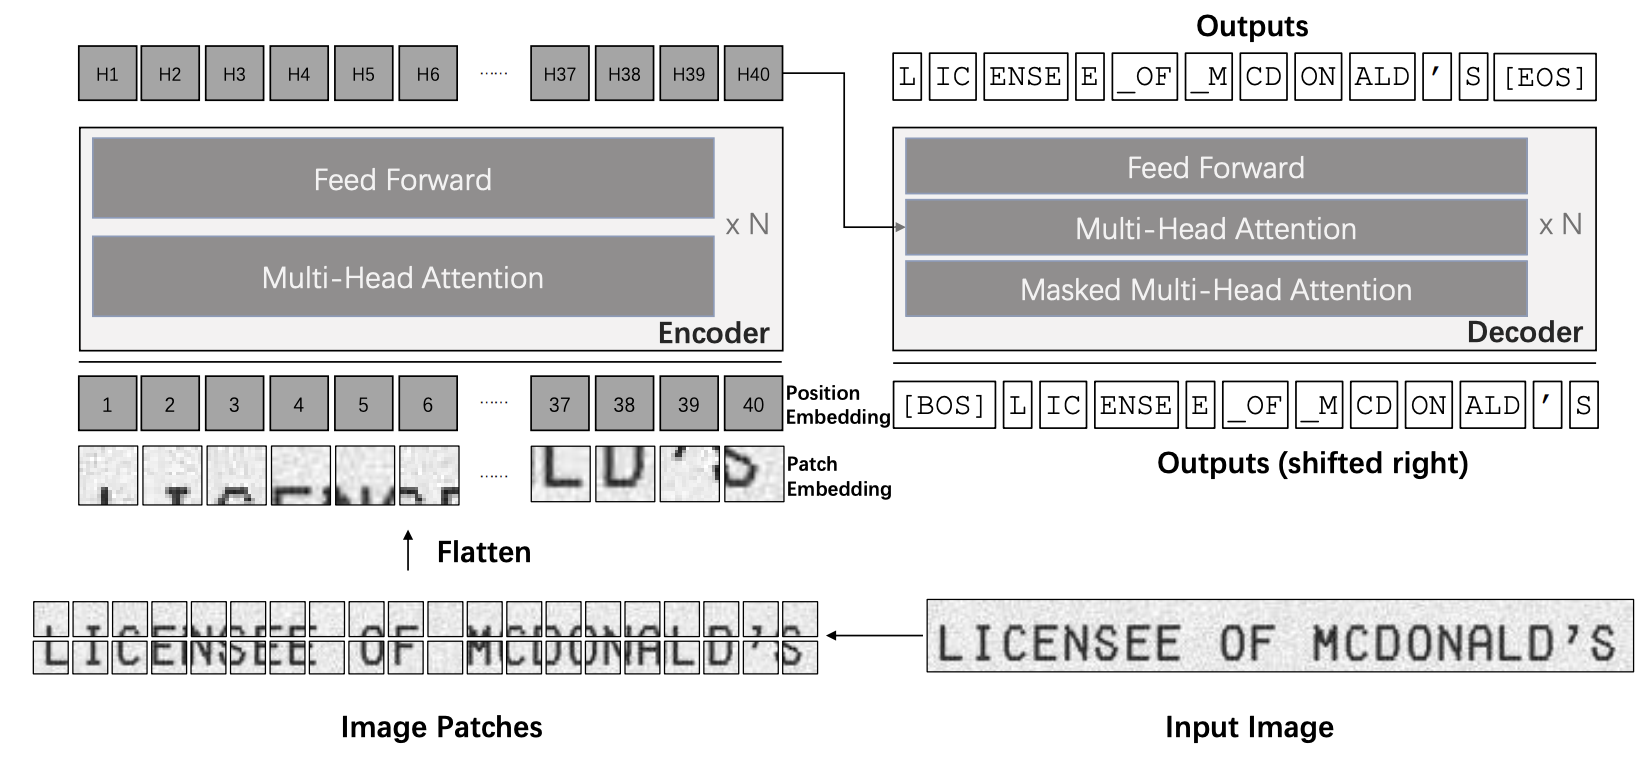 Outputs
H1 H2 H3 H4 H5 H6 ...... H37 H38 H39 H40
L IC ENSE E _OF _M CD ON ALD ’ S [EOS]
Feed Forward
Multi-Head Attention
x N
Encoder
Feed Forward
Multi-Head Attention
Masked Multi-Head Attention
x N
Decoder
1 2 3 4 5 6 ...... 37 38 39 40
Position
Embedding
[BOS] L IC ENSE E _OF _M CD ON ALD ’ S
Outputs (shifted right)
L I C E N S ...... L D ’ S
Patch
Embedding
Flatten
LICENSEE OF MCDONALD’S
Image Patches
LICENSEE OF MCDONALD’S
Input Image